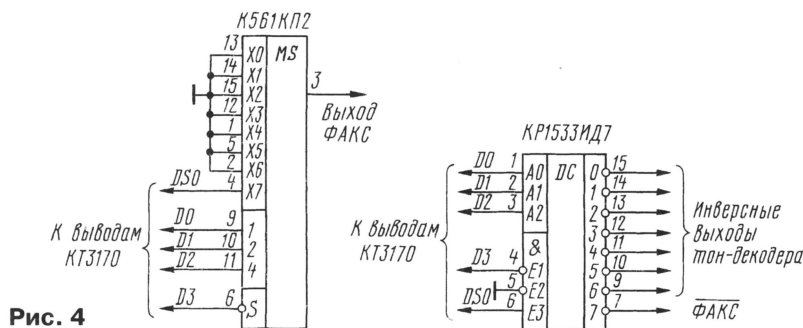 К561КП2
13 X0 MS
14 X1
15 X2
12 X3
1 X4
5 X5
2 X6
4 X7
3
Выход
ФАКС
DS0
D0 9 1
D1 10 2
D2 11 4
D3 6 S
К выводам
КТ3170
КР1533ИД7
D0 1 A0 DC 0 15
D1 2 A1 1 14
D2 3 A2 2 13
3 12
& 4 11
D3 4 E1 5 10
5 E2 6 9
DS0 6 E3 7 7
К выводам
КТ3170
Инверсные
выходы
тон-декодера
ФАКС
Рис. 4